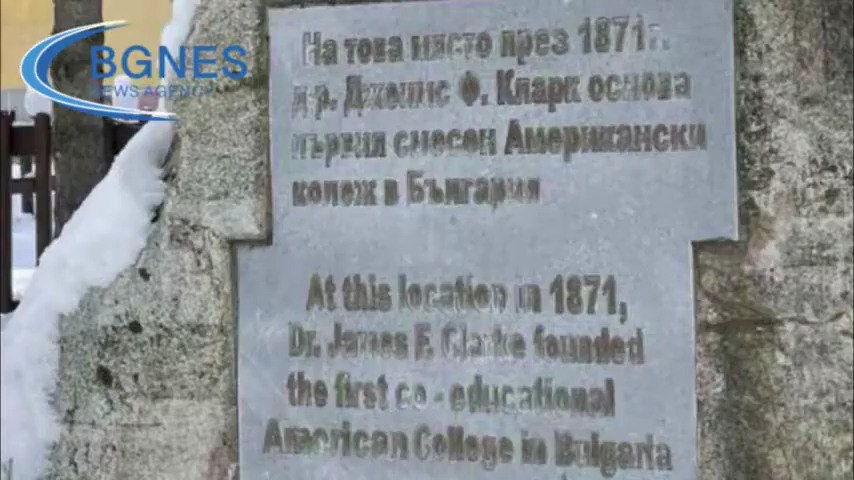 BGNES
NEWS AGENCY
На това място през 1871г.
д-р. Джеймс Ф. Кларк основа
първия смесен Американски
колеж в България
At this location in 1871,
Dr. James F. Clarke founded
the first co - educational
American College in Bulgaria